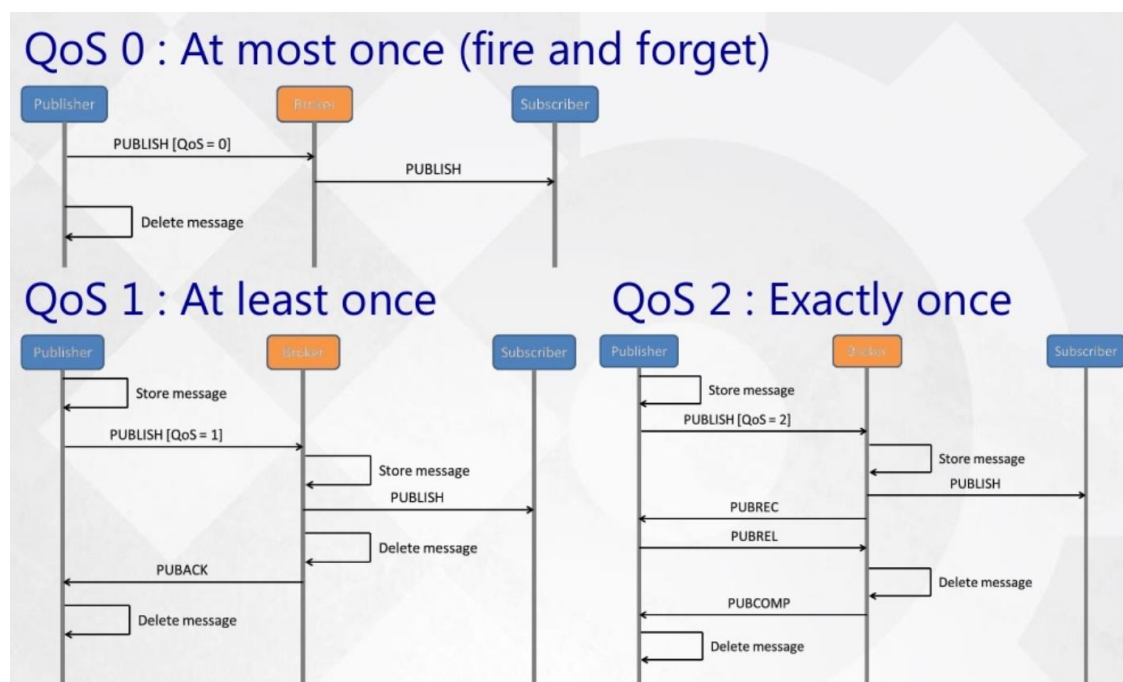 QoS 0 : At most once (fire and forget)
Publisher
Broker
Subscriber
PUBLISH [QoS = 0]
PUBLISH
Delete message
QoS 1 : At least once
Publisher
Broker
Subscriber
Store message
PUBLISH [QoS = 1]
Store message
PUBLISH
Delete message
PUBACK
Delete message
QoS 2 : Exactly once
Publisher
Broker
Subscriber
Store message
PUBLISH [QoS = 2]
Store message
PUBLISH
PUBREC
PUBREL
Delete message
PUBCOMP
Delete message